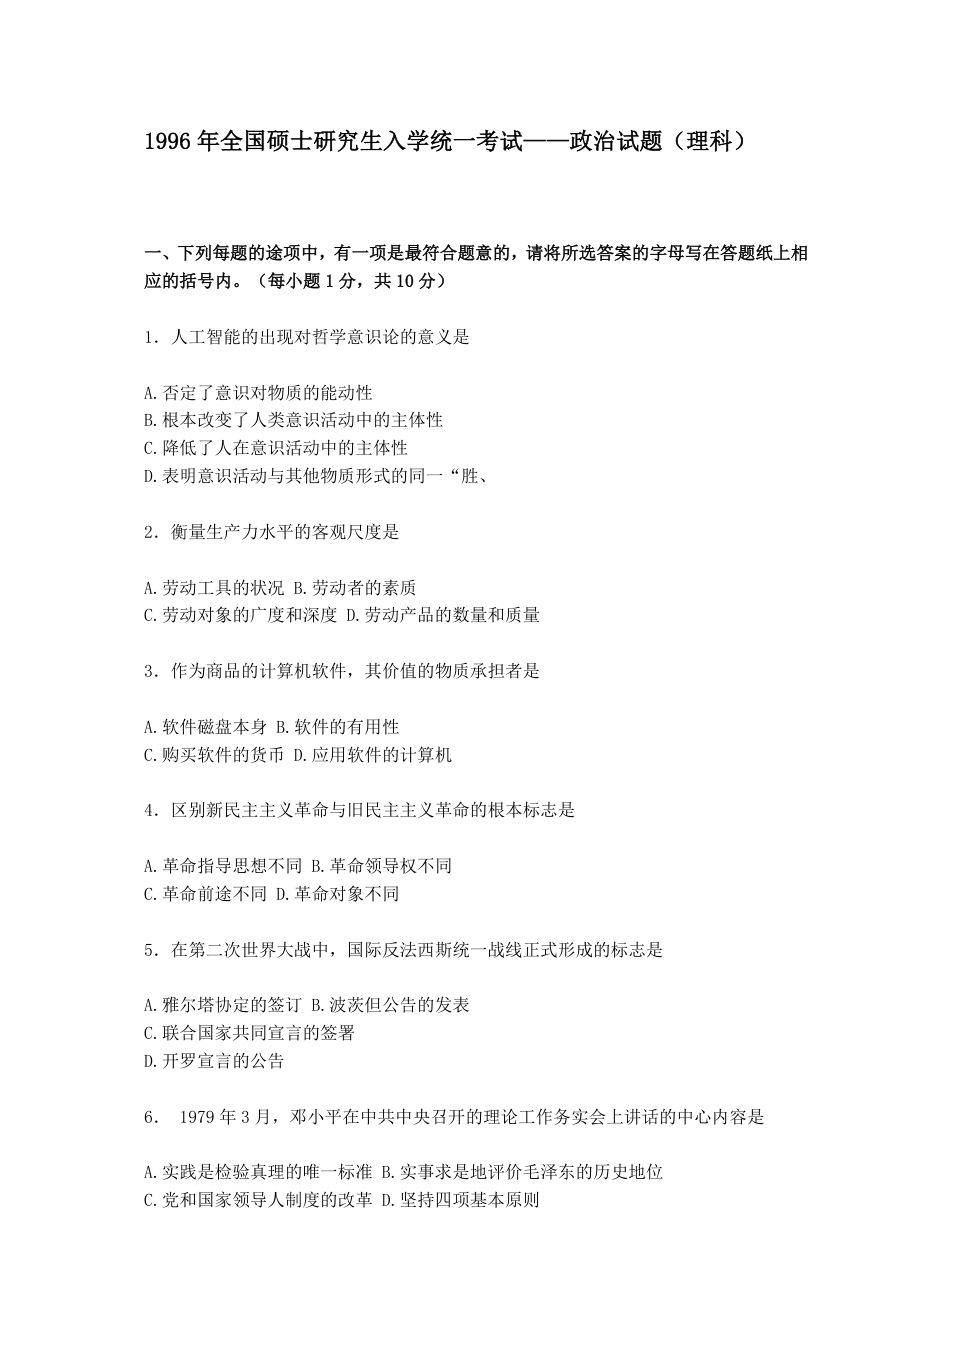 1996 年全国硕士研究生入学统一考试——政治试题（理科）
一、下列每题的途项中，有一项是最符合题意的，请将所选答案的字母写在答题纸上相
应的括号内。（每小题 1 分，共 10 分）
1．人工智能的出现对哲学意识论的意义是
A.否定了意识对物质的能动性
B.根本改变了人类意识活动中的主体性
C.降低了人在意识活动中的主体性
D.表明意识活动与其他物质形式的同一“胜、
2．衡量生产力水平的客观尺度是
A.劳动工具的状况 B.劳动者的素质
C.劳动对象的广度和深度 D.劳动产品的数量和质量
3．作为商品的计算机软件，其价值的物质承担者是
A.软件磁盘本身 B.软件的有用性
C.购买软件的货币 D.应用软件的计算机
4．区别新民主主义革命与旧民主主义革命的根本标志是
A.革命指导思想不同 B.革命领导权不同
C.革命前途不同 D.革命对象不同
5．在第二次世界大战中，国际反法西斯统一战线正式形成的标志是
A.雅尔塔协定的签订 B.波茨但公告的发表
C.联合国家共同宣言的签署
D.开罗宣言的公告
6． 1979 年 3 月，邓小平在中共中央召开的理论工作务实会上讲话的中心内容是
A.实践是检验真理的唯一标准 B.实事求是地评价毛泽东的历史地位
C.党和国家领导人制度的改革 D.坚持四项基本原则